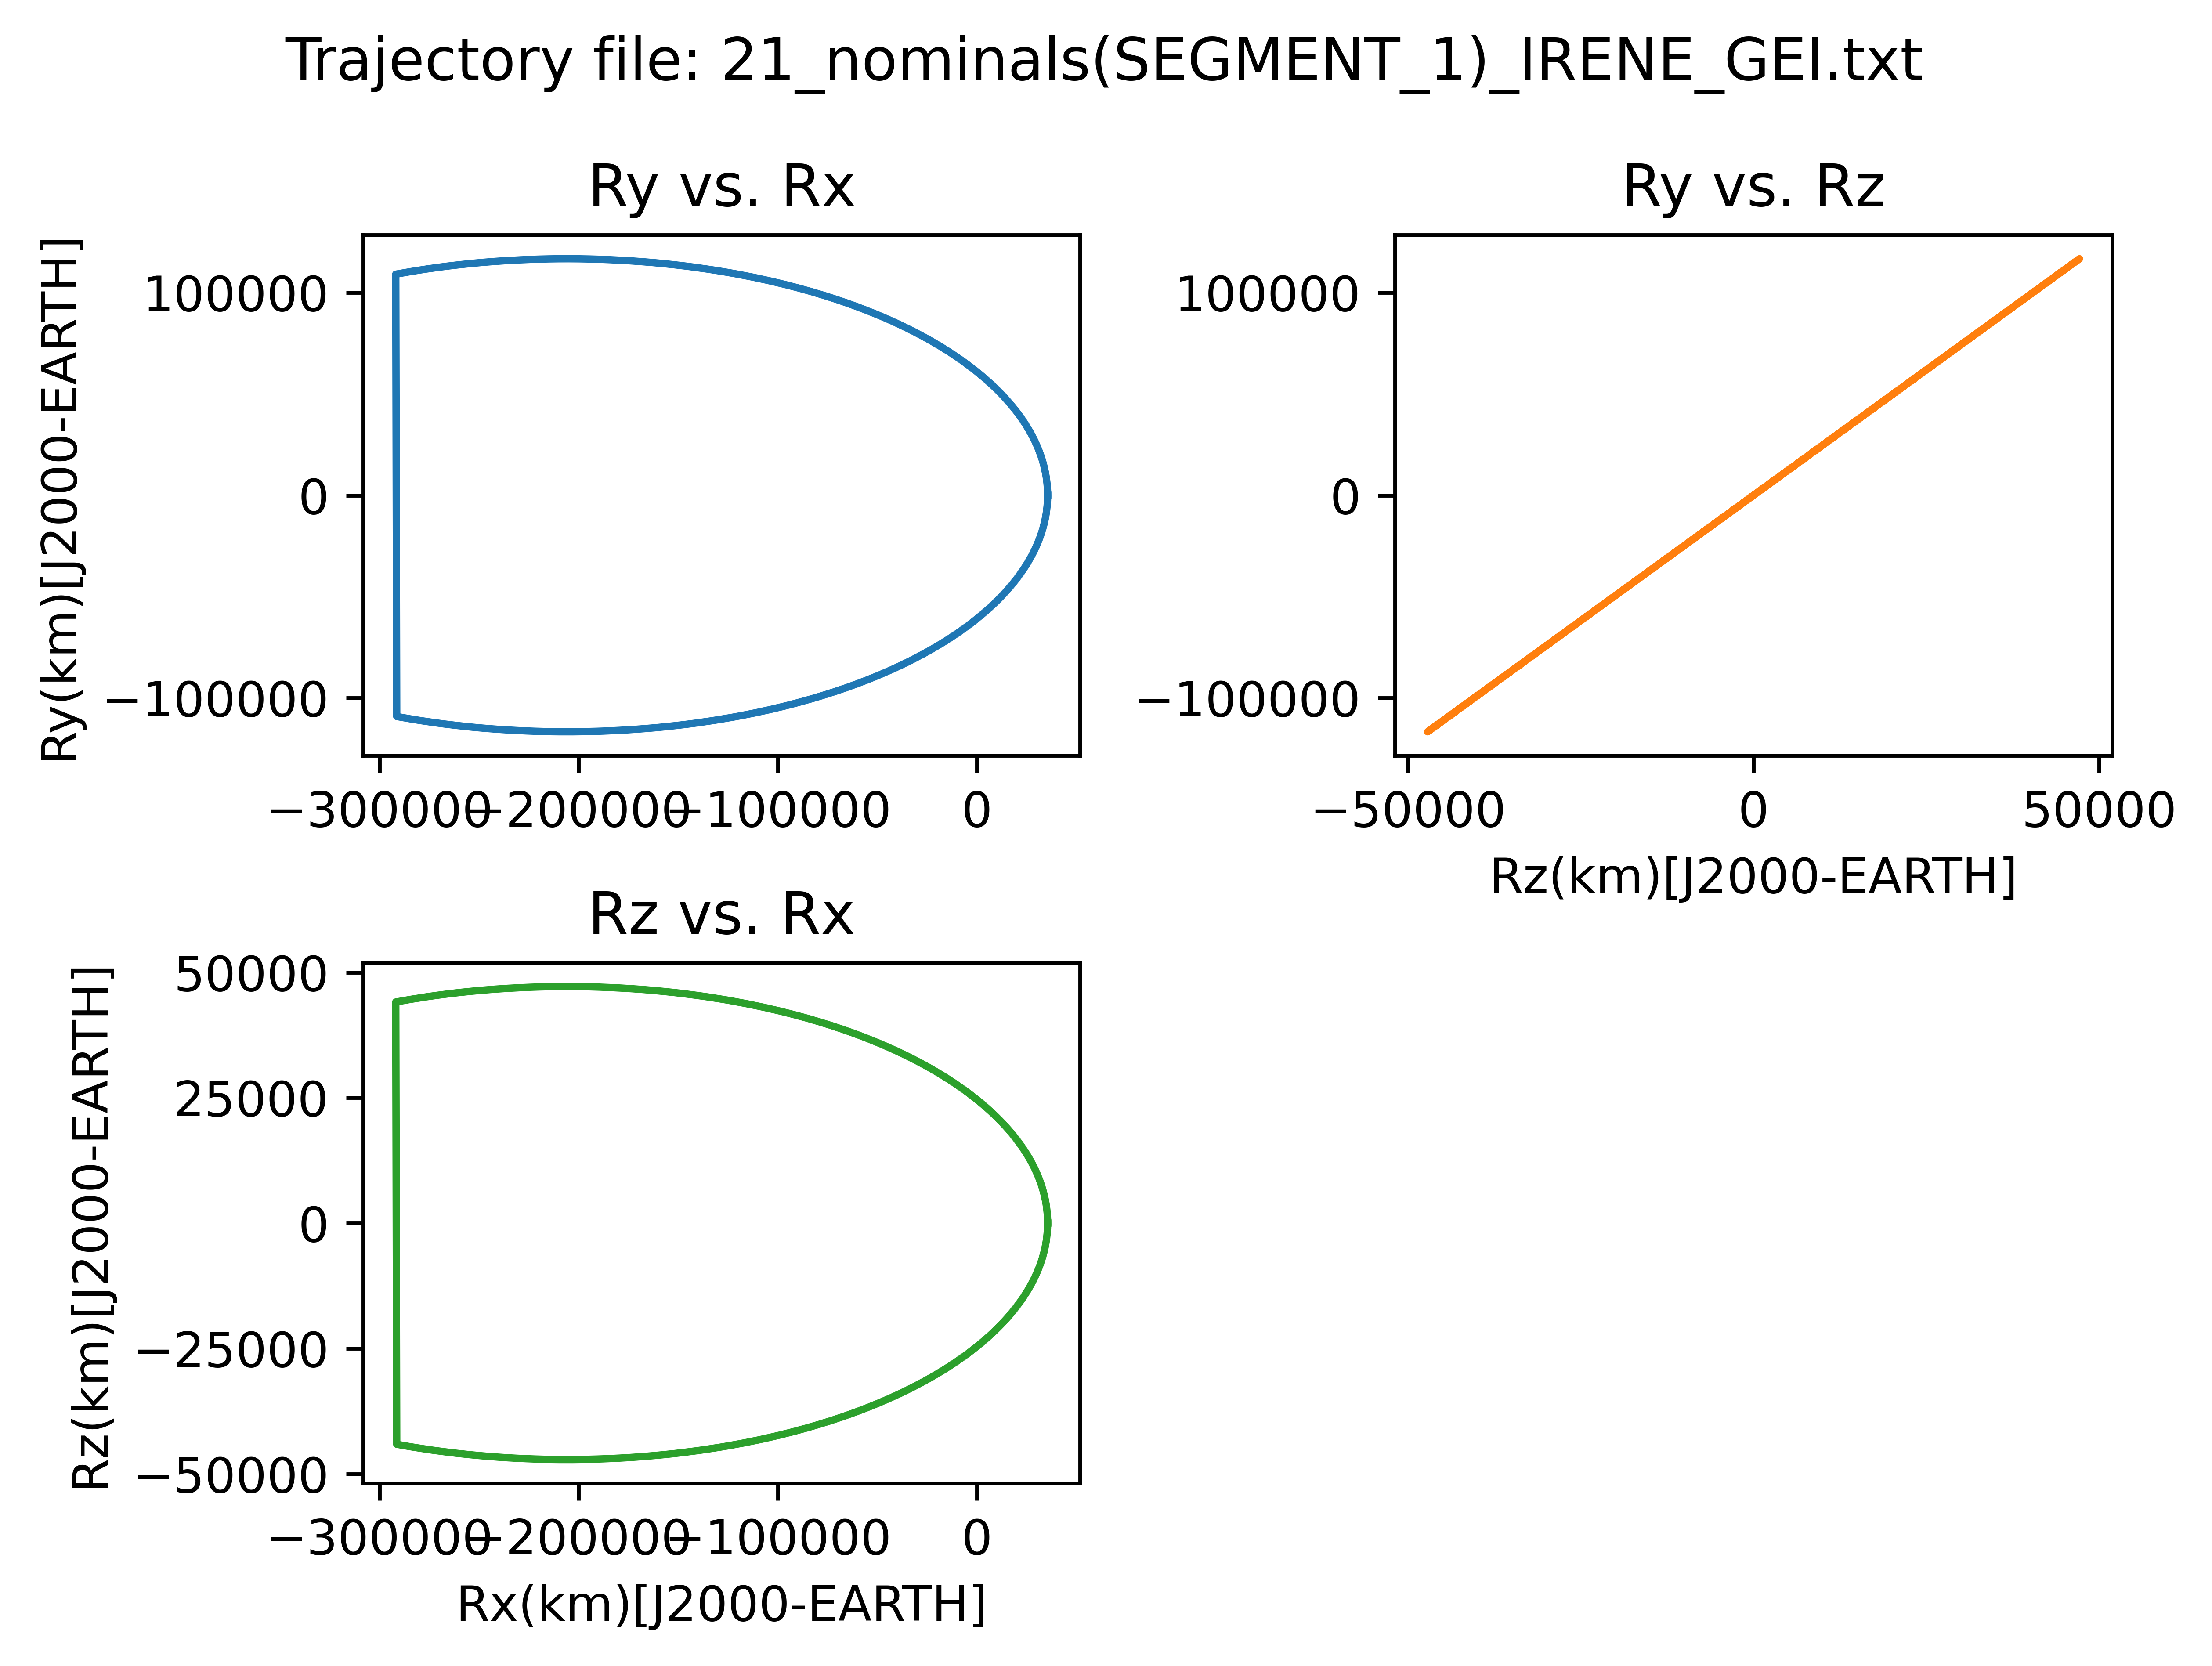 Trajectory file: 21_nominals(SEGMENT_1)_IRENE_GEI.txt
Ry vs. Rx
Ry(km)[J2000-EARTH]
100000
0
−100000
−300000
−200000
−100000
0
Ry vs. Rz
100000
0
−100000
−50000
0
50000
Rz(km)[J2000-EARTH]
Rz vs. Rx
Rz(km)[J2000-EARTH]
50000
25000
0
−25000
−50000
−300000
−200000
−100000
0
Rx(km)[J2000-EARTH]